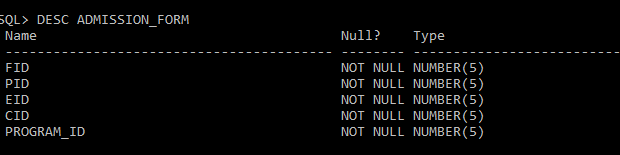 SQL> DESC ADMISSION_FORM
Name Null? Type
----------------------------------------- -------- ----------------------------
FID NOT NULL NUMBER(5)
PID NOT NULL NUMBER(5)
EID NOT NULL NUMBER(5)
CID NOT NULL NUMBER(5)
PROGRAM_ID NOT NULL NUMBER(5)